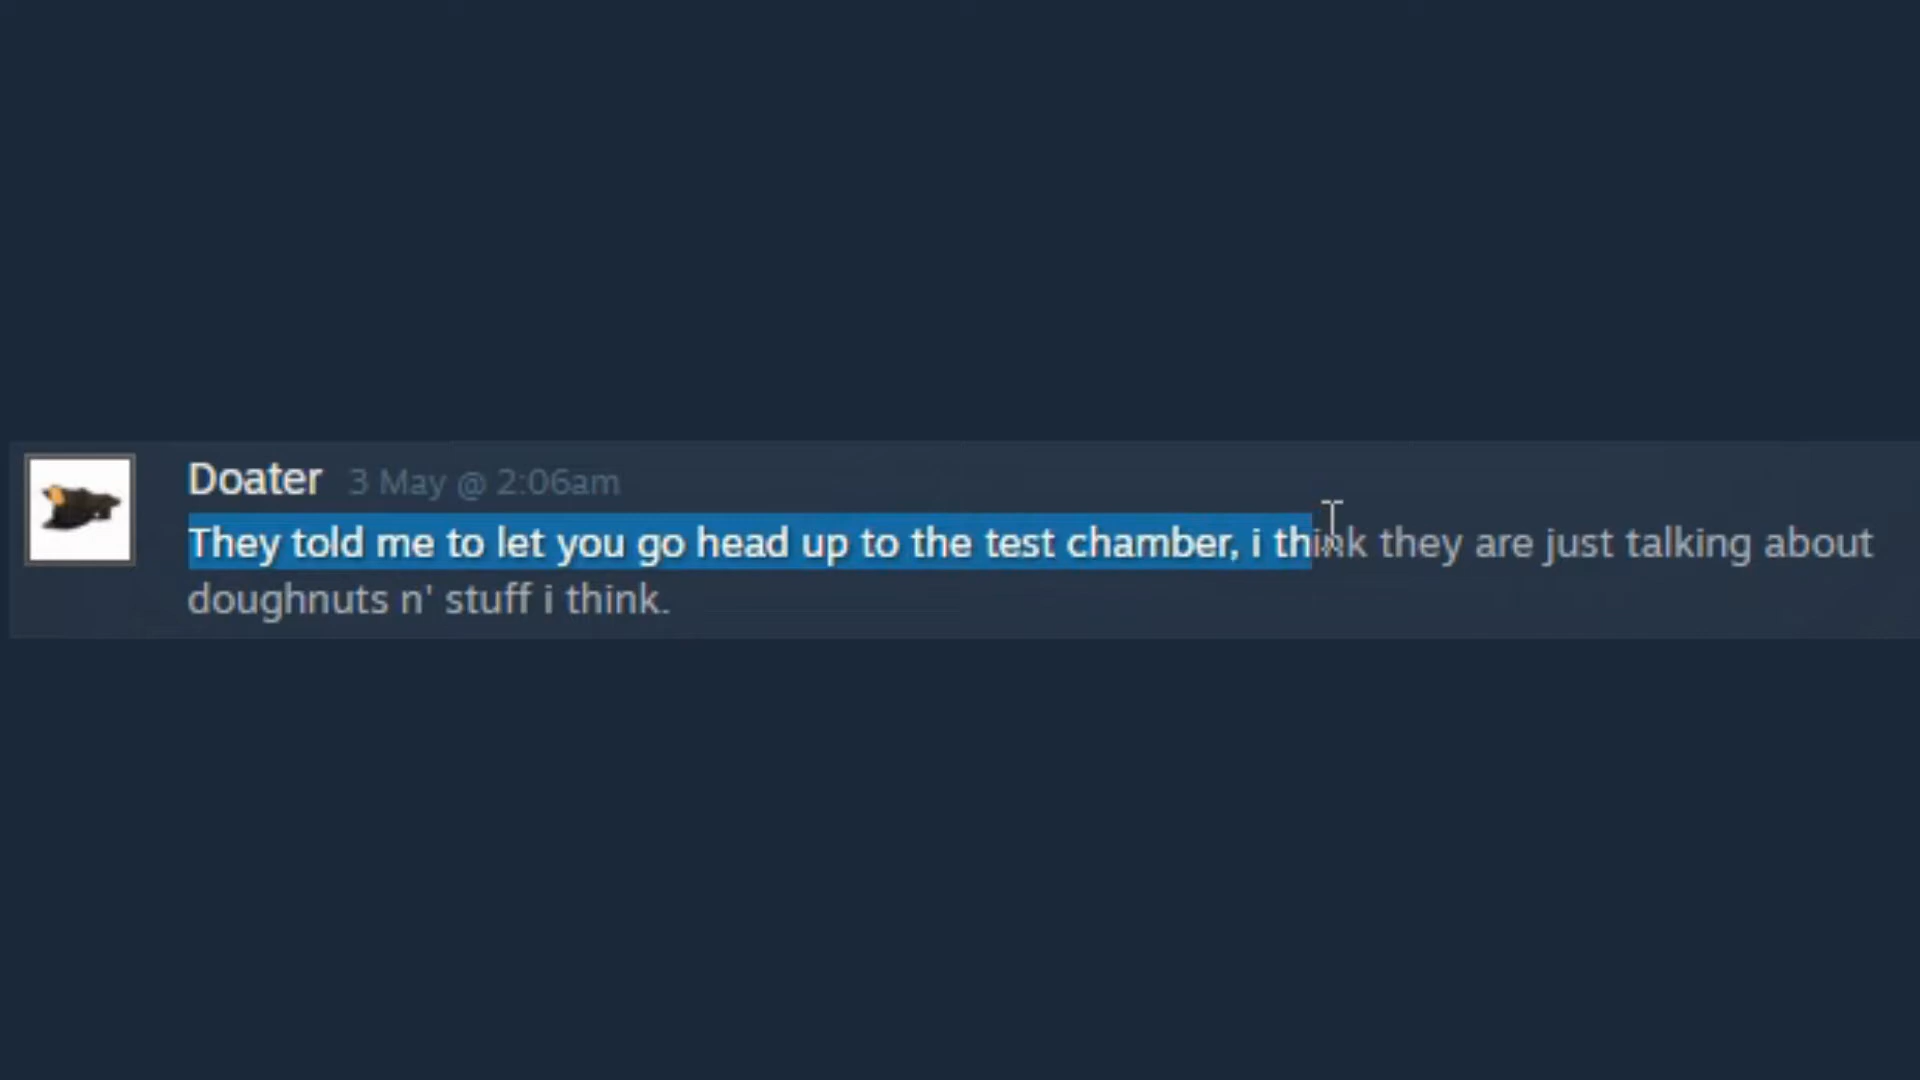 Doater 3 May @ 2:06am
They told me to let you go head up to the test chamber, i think they are just talking about
doughnuts n' stuff i think.